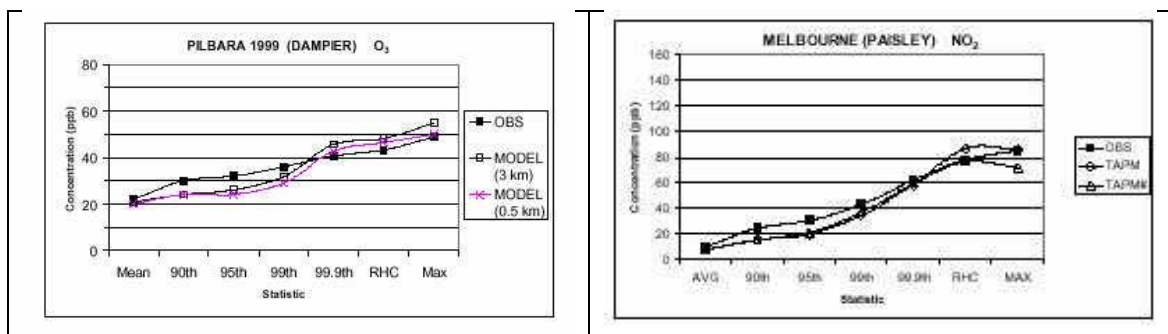 PILBARA 1999 (DAMPIER) O₃
Concentration (ppb)
80
60
40
20
0
Mean 90th 95th 99th 99.9th RHC Max
Statistic
OBS
MODEL
(3 km)
MODEL
(0.5 km)
MELBOURNE (PAISLEY) NO₂
Concentration (ppb)
160
140
120
100
80
60
40
20
0
AVG 90th 95th 99th 99.9th RHC MAX
Statistic
OBS
TAPM
TAPM#